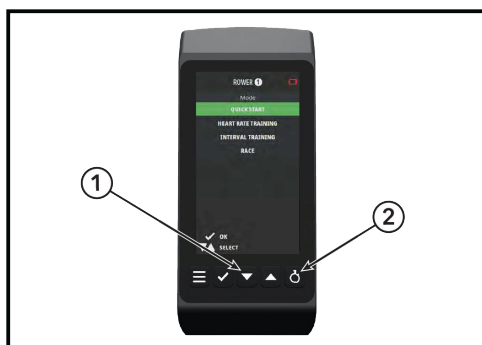 ROWER 1
Mode
QUICK START
HEART RATE TRAINING
INTERVAL TRAINING
RACE
OK
SELECT
1
2